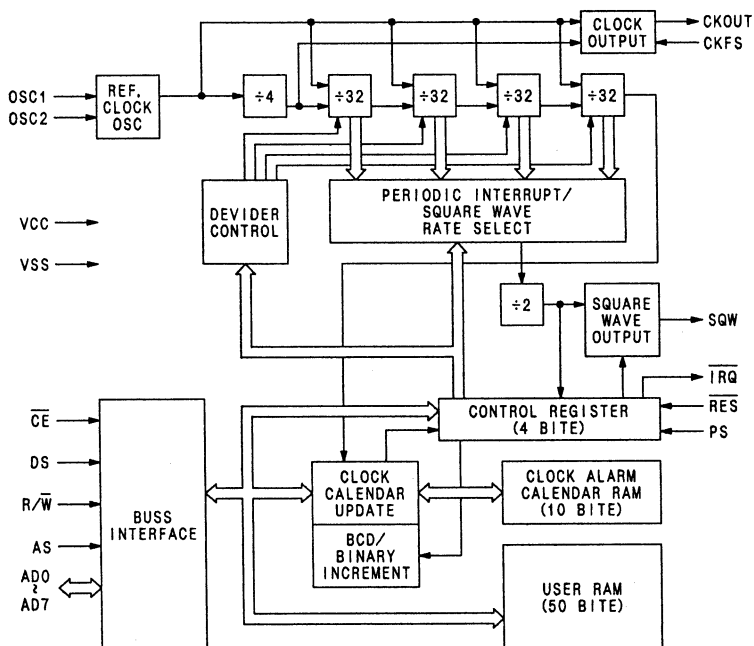 CLOCK
OUTPUT
CKOUT
CKFS
OSC1
OSC2
REF.
CLOCK
OSC
÷4
÷32
÷32
÷32
÷32
DEVIDER
CONTROL
PERIODIC INTERRUPT/
SQUARE WAVE
RATE SELECT
VCC
VSS
÷2
SQUARE
WAVE
OUTPUT
SQW
IRQ
RES
PS
CONTROL REGISTER
(4 BITE)
CE
DS
R/W
AS
AD0
~
AD7
BUSS
INTERFACE
CLOCK
CALENDAR
UPDATE
BCD/
BINARY
INCREMENT
CLOCK ALARM
CALENDAR RAM
(10 BITE)
USER RAM
(50 BITE)